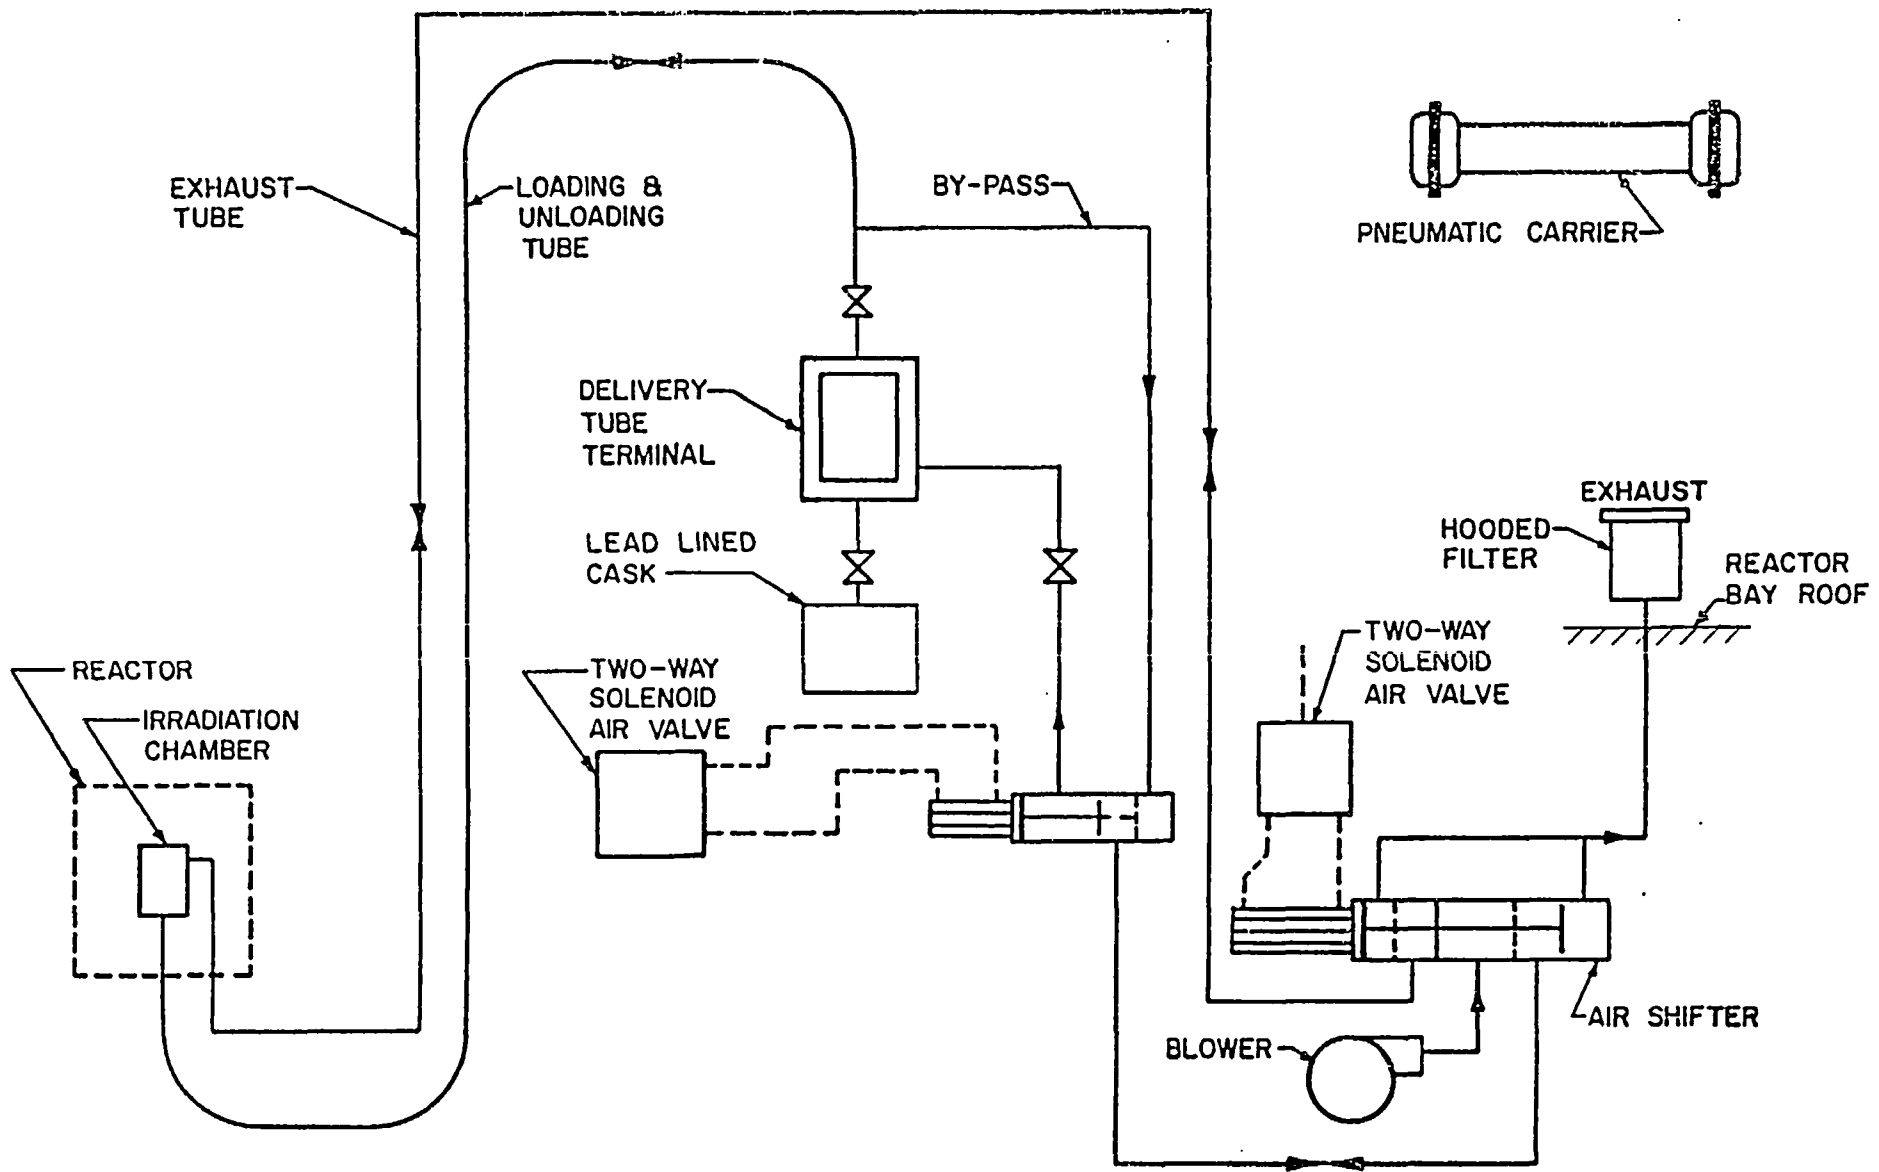 EXHAUST
TUBE
LOADING &
UNLOADING
TUBE
BY-PASS
PNEUMATIC CARRIER
DELIVERY
TUBE
TERMINAL
LEAD LINED
CASK
EXHAUST
HOODED
FILTER
REACTOR
BAY ROOF
TWO-WAY
SOLENOID
AIR VALVE
REACTOR
IRRADIATION
CHAMBER
TWO-WAY
SOLENOID
AIR VALVE
AIR SHIFTER
BLOWER